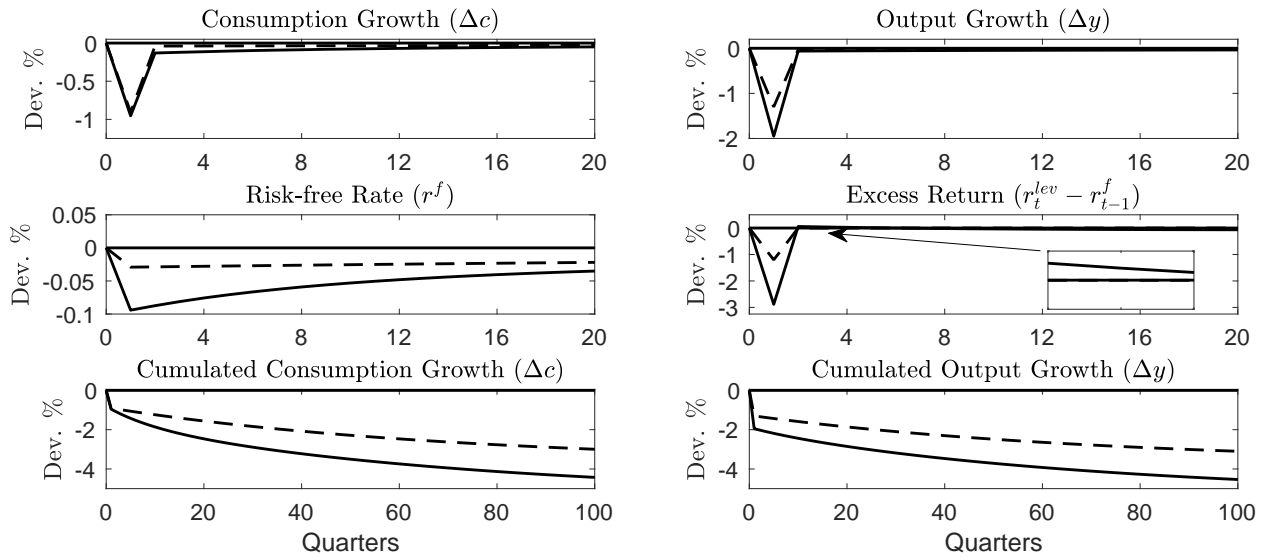 Consumption Growth (Δc)
Dev. %
0
-0.5
-1
0 4 8 12 16 20
Output Growth (Δy)
Dev. %
0
-1
-2
0 4 8 12 16 20
Risk-free Rate (r^f)
Dev. %
0.05
0
-0.05
-0.1
0 4 8 12 16 20
Excess Return (r_t^{lev} − r_{t−1}^f)
Dev. %
0
-1
-2
-3
0 4 8 12 16 20
Cumulated Consumption Growth (Δc)
Dev. %
0
-2
-4
0 20 40 60 80 100
Quarters
Cumulated Output Growth (Δy)
Dev. %
0
-2
-4
0 20 40 60 80 100
Quarters